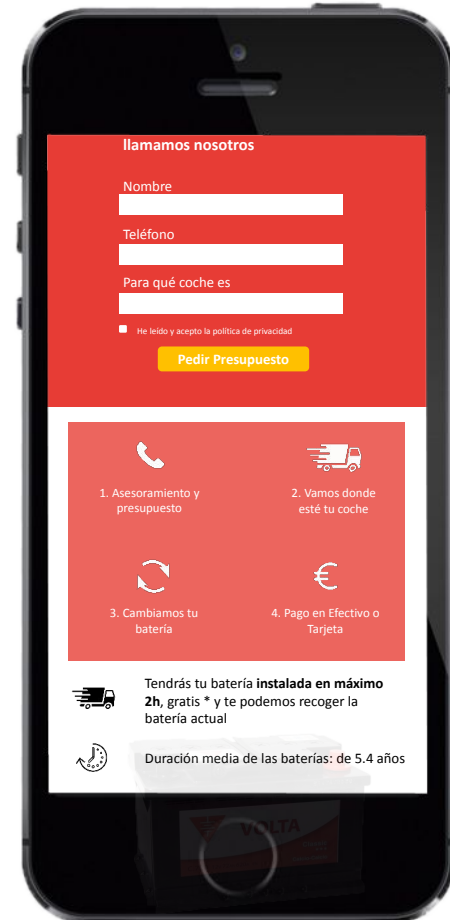 llamamos nosotros
Nombre
Teléfono
Para qué coche es
He leído y acepto la política de privacidad
Pedir Presupuesto
1. Asesoramiento y
presupuesto
2. Vamos donde
esté tu coche
3. Cambiamos tu
batería
4. Pago en Efectivo o
Tarjeta
Tendrás tu batería instalada en máximo
2h, gratis * y te podemos recoger la
batería actual
Duración media de las baterías: de 5.4 años
VOLTA